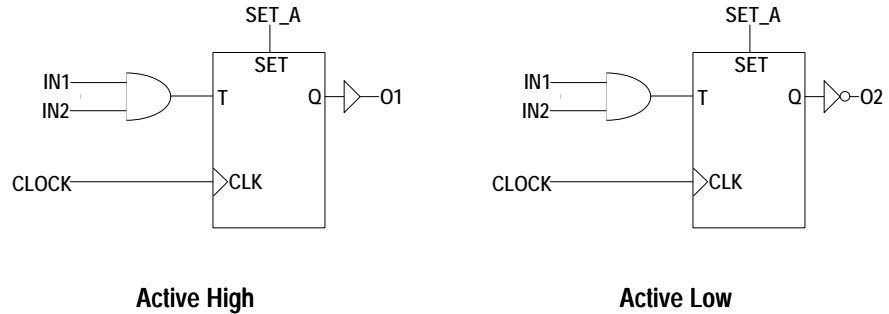 SET_A
SET
IN1
IN2
T
Q
O1
CLOCK
CLK
Active High
SET_A
SET
IN1
IN2
T
Q
O2
CLOCK
CLK
Active Low